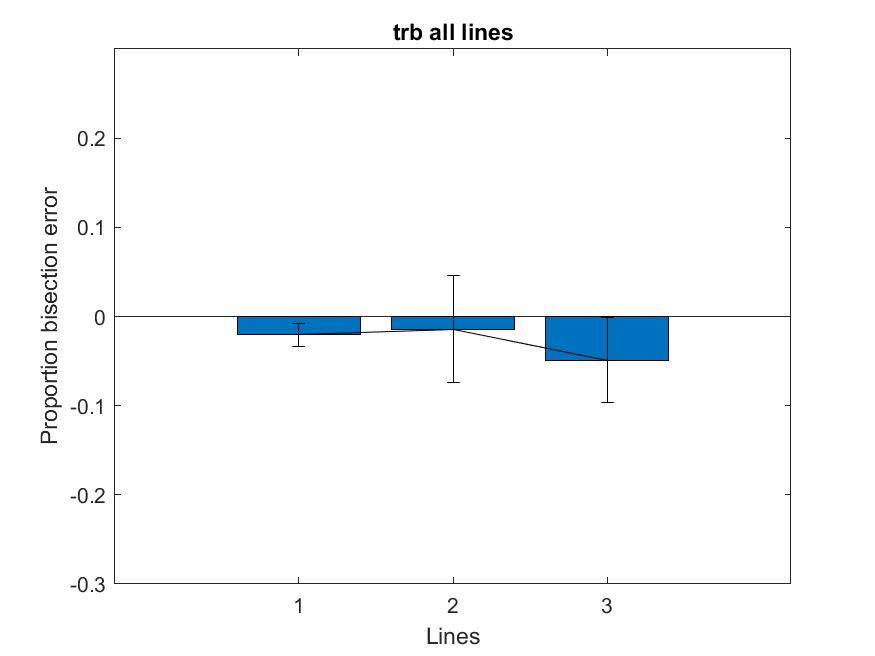 trb all lines
Proportion bisection error
0.2
0.1
0
-0.1
-0.2
-0.3
1 2 3
Lines